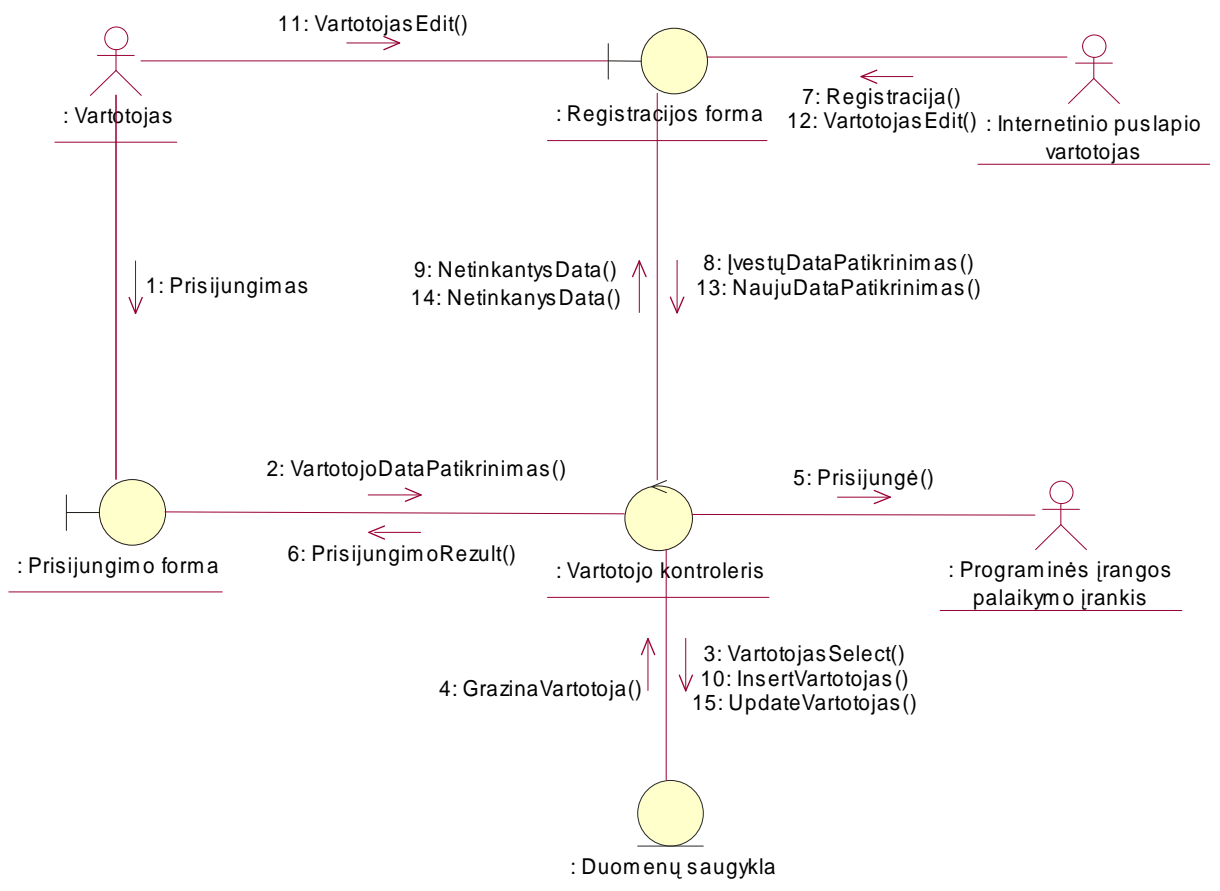 11: VartotojasEdit()
: Vartotojas
: Registracijos forma
7: Registracija()
12: VartotojasEdit()
: Internetinio puslapio
vartotojas
1: Prisijungimas
9: NetinkantysData()
14: NetinkanysData()
8: ĮvestųDataPatikrinimas()
13: NaujuDataPatikrinimas()
2: VartotojoDataPatikrinimas()
6: PrisijungimoRezult()
5: Prisijungė()
: Prisijungimo forma
: Vartotojo kontroleris
: Programinės įrangos
palaikymo įrankis
4: GrazinaVartotoja()
3: VartotojasSelect()
10: InsertVartotojas()
15: UpdateVartotojas()
: Duomenų saugykla